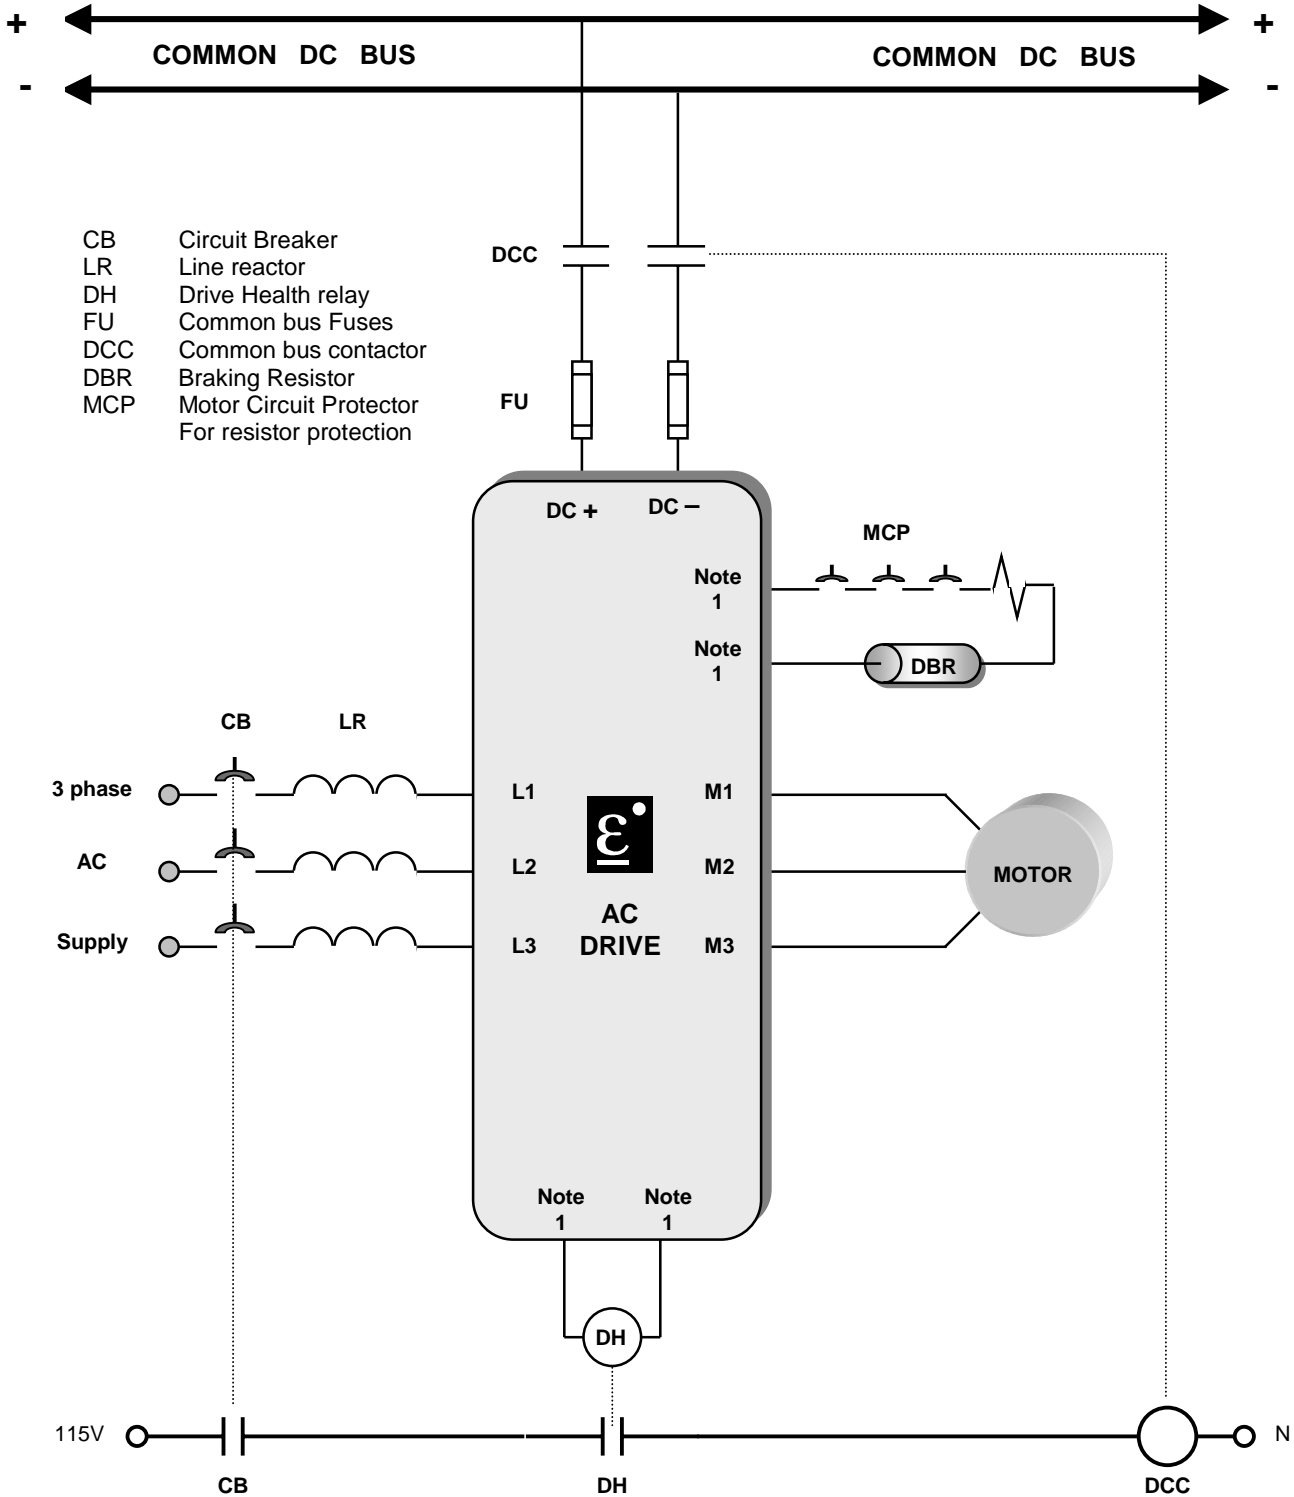 + +
COMMON DC BUS COMMON DC BUS
- -
CB Circuit Breaker
LR Line reactor
DH Drive Health relay
FU Common bus Fuses
DCC Common bus contactor
DBR Braking Resistor
MCP Motor Circuit Protector
For resistor protection
DCC
FU
DC + DC –
MCP
Note
1
Note
1
DBR
CB LR
3 phase L1 M1
ε
AC L2 M2 MOTOR
AC
DRIVE
Supply L3 M3
Note Note
1 1
DH
115V N
CB DH DCC